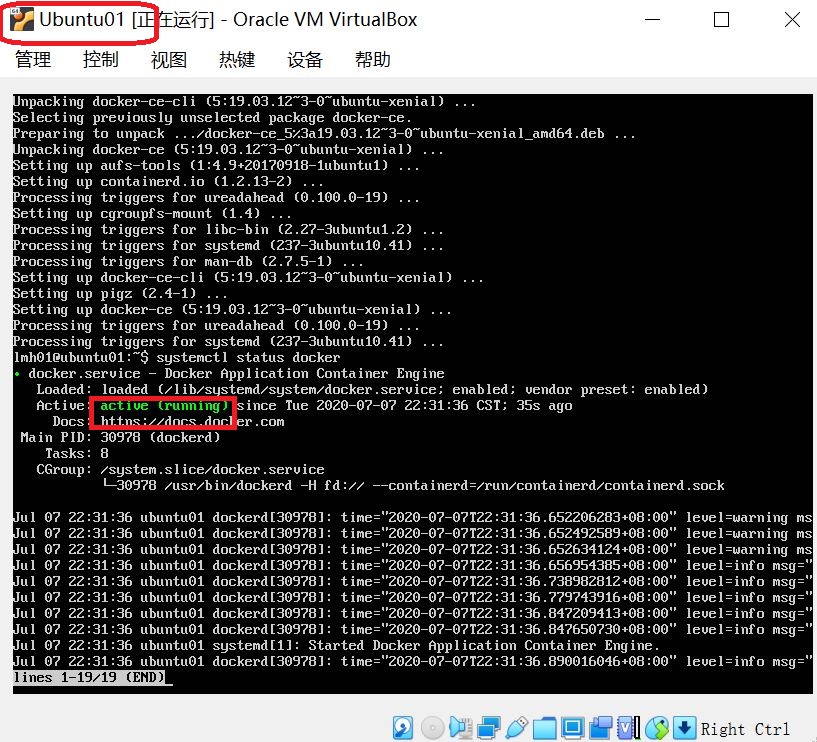 Ubuntu01 [正在运行] - Oracle VM VirtualBox
管理 控制 视图 热键 设备 帮助
Unpacking docker-ce-cli (5:19.03.12~3-0~ubuntu-xenial) ...
Selecting previously unselected package docker-ce.
Preparing to unpack .../docker-ce_5%3a19.03.12~3-0~ubuntu-xenial_amd64.deb ...
Unpacking docker-ce (5:19.03.12~3-0~ubuntu-xenial) ...
Setting up aufs-tools (1:4.9+20170918-1ubuntu1) ...
Setting up containerd.io (1.2.13-2) ...
Processing triggers for ureadahead (0.100.0-19) ...
Setting up cgroupfs-mount (1.4) ...
Processing triggers for libc-bin (2.27-3ubuntu1.2) ...
Processing triggers for systemd (237-3ubuntu10.41) ...
Processing triggers for man-db (2.7.5-1) ...
Setting up docker-ce-cli (5:19.03.12~3-0~ubuntu-xenial) ...
Setting up pigz (2.4-1) ...
Setting up docker-ce (5:19.03.12~3-0~ubuntu-xenial) ...
Processing triggers for ureadahead (0.100.0-19) ...
Processing triggers for systemd (237-3ubuntu10.41) ...
lmh01@ubuntu01:~$ systemctl status docker
• docker.service - Docker Application Container Engine
Loaded: loaded (/lib/systemd/system/docker.service; enabled; vendor preset: enabled)
Active: active (running) since Tue 2020-07-07 22:31:36 CST; 35s ago
Docs: https://docs.docker.com
Main PID: 30978 (dockerd)
Tasks: 8
CGroup: /system.slice/docker.service
└─30978 /usr/bin/dockerd -H fd:// --containerd=/run/containerd/containerd.sock
Jul 07 22:31:36 ubuntu01 dockerd[30978]: time="2020-07-07T22:31:36.652206283+08:00" level=warning ms
Jul 07 22:31:36 ubuntu01 dockerd[30978]: time="2020-07-07T22:31:36.652492589+08:00" level=warning ms
Jul 07 22:31:36 ubuntu01 dockerd[30978]: time="2020-07-07T22:31:36.652634124+08:00" level=warning ms
Jul 07 22:31:36 ubuntu01 dockerd[30978]: time="2020-07-07T22:31:36.656954385+08:00" level=info msg="
Jul 07 22:31:36 ubuntu01 dockerd[30978]: time="2020-07-07T22:31:36.738982812+08:00" level=info msg="
Jul 07 22:31:36 ubuntu01 dockerd[30978]: time="2020-07-07T22:31:36.779743916+08:00" level=info msg="
Jul 07 22:31:36 ubuntu01 dockerd[30978]: time="2020-07-07T22:31:36.847209413+08:00" level=info msg="
Jul 07 22:31:36 ubuntu01 dockerd[30978]: time="2020-07-07T22:31:36.847650730+08:00" level=info msg="
Jul 07 22:31:36 ubuntu01 systemd[1]: Started Docker Application Container Engine.
Jul 07 22:31:36 ubuntu01 dockerd[30978]: time="2020-07-07T22:31:36.890016046+08:00" level=info msg="
lines 1-19/19 (END)
Right Ctrl